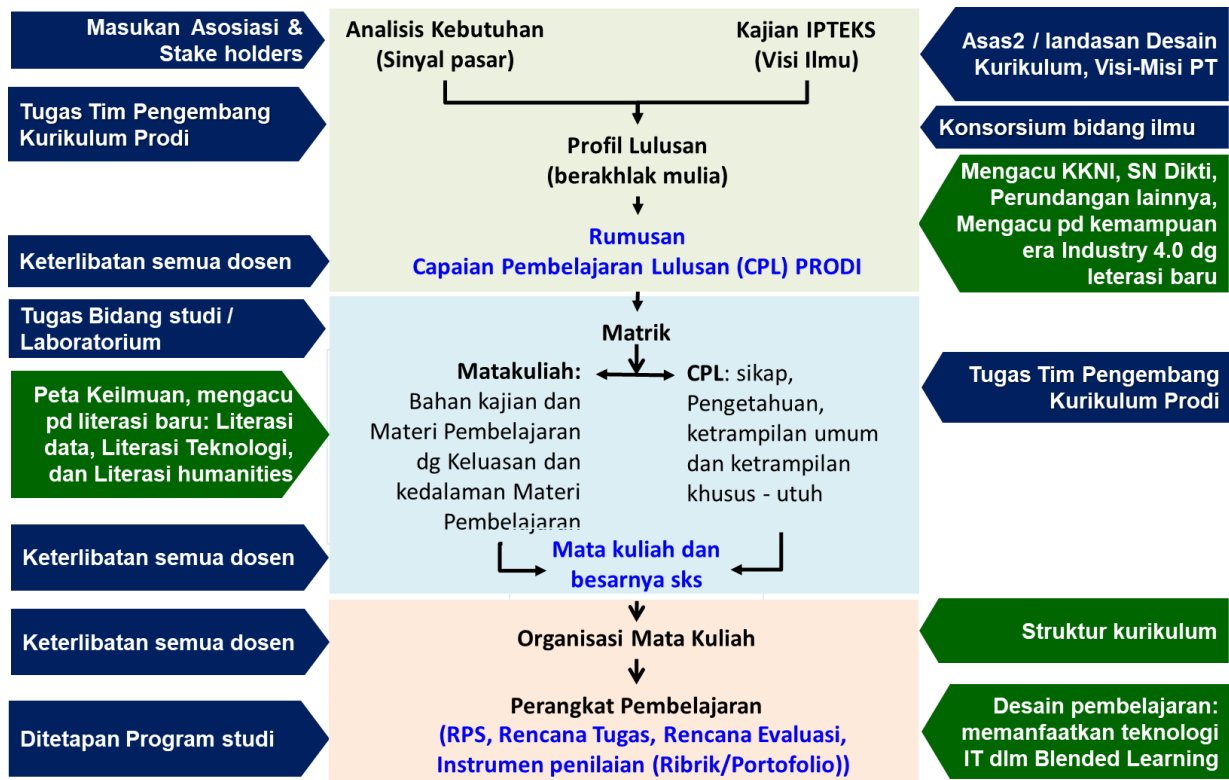 Masukan Asosiasi &
Stake holders
Analisis Kebutuhan
(Sinyal pasar)
Kajian IPTEKS
(Visi Ilmu)
Asas2 / landasan Desain
Kurikulum, Visi-Misi PT
Tugas Tim Pengembang
Kurikulum Prodi
Konsorsium bidang ilmu
Profil Lulusan
(berakhlak mulia)
Mengacu KKNI, SN Dikti,
Perundangan lainnya,
Mengacu pd kemampuan
era Industry 4.0 dg
leterasi baru
Keterlibatan semua dosen
Rumusan
Capaian Pembelajaran Lulusan (CPL) PRODI
Tugas Bidang studi /
Laboratorium
Matrik
Peta Keilmuan, mengacu
pd literasi baru: Literasi
data, Literasi Teknologi,
dan Literasi humanities
Matakuliah:
Bahan kajian dan
Materi Pembelajaran
dg Keluasan dan
kedalaman Materi
Pembelajaran
CPL: sikap,
Pengetahuan,
ketrampilan umum
dan ketrampilan
khusus - utuh
Tugas Tim Pengembang
Kurikulum Prodi
Keterlibatan semua dosen
Mata kuliah dan
besarnya sks
Keterlibatan semua dosen
Organisasi Mata Kuliah
Struktur kurikulum
Ditetapan Program studi
Perangkat Pembelajaran
(RPS, Rencana Tugas, Rencana Evaluasi,
Instrumen penilaian (Ribrik/Portofolio))
Desain pembelajaran:
memanfaatkan teknologi
IT dlm Blended Learning